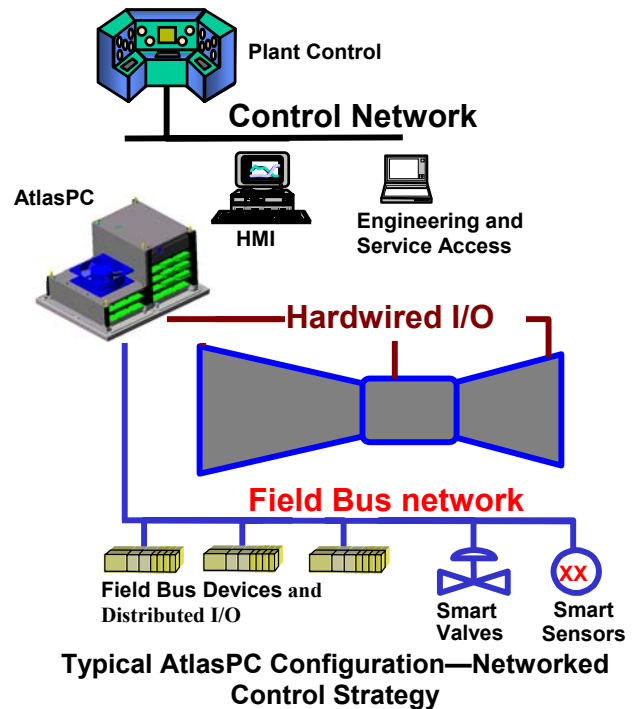 Plant Control
Control Network
AtlasPC
HMI
Engineering and
Service Access
Hardwired I/O
Field Bus network
Field Bus Devices and
Distributed I/O
XX
Smart
Valves
Smart
Sensors
Typical AtlasPC Configuration—Networked
Control Strategy